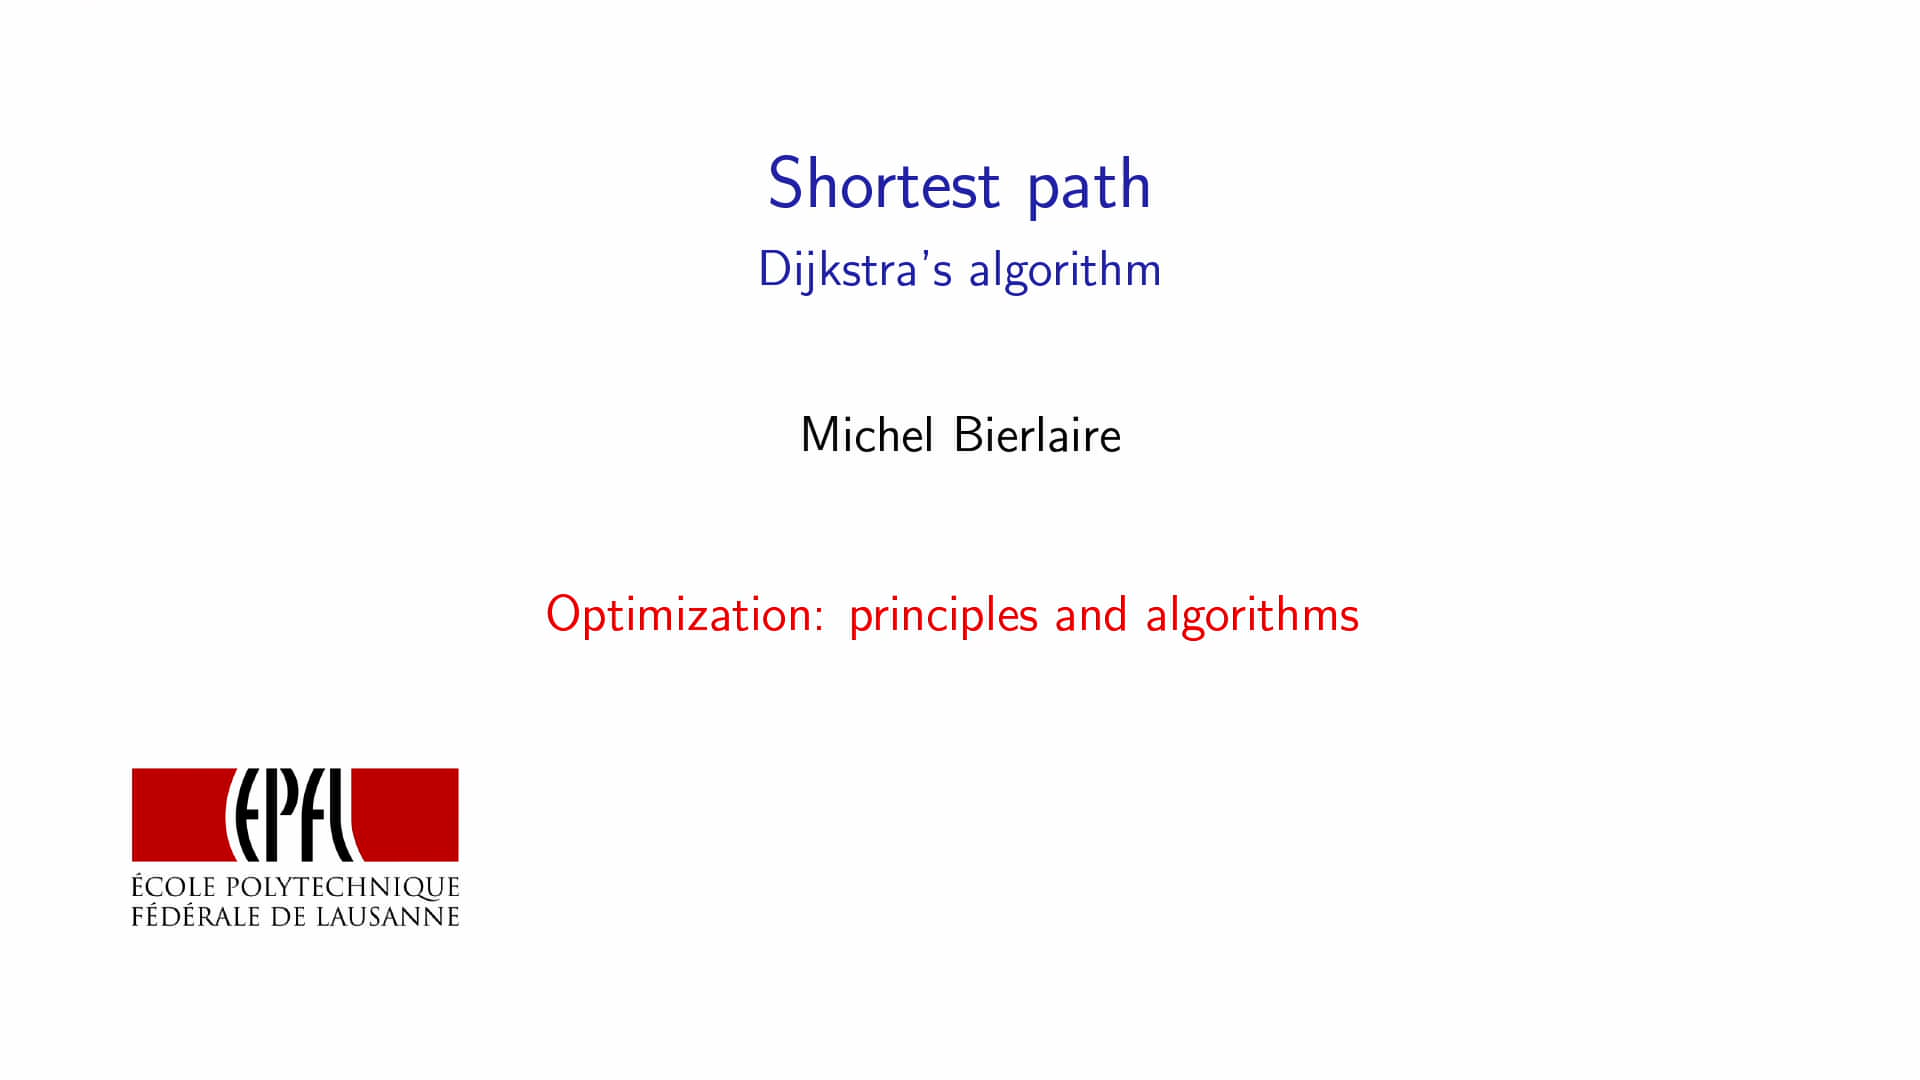 Shortest path
Dijkstra's algorithm
Michel Bierlaire
Optimization: principles and algorithms
EPFL
ÉCOLE POLYTECHNIQUE
FÉDÉRALE DE LAUSANNE